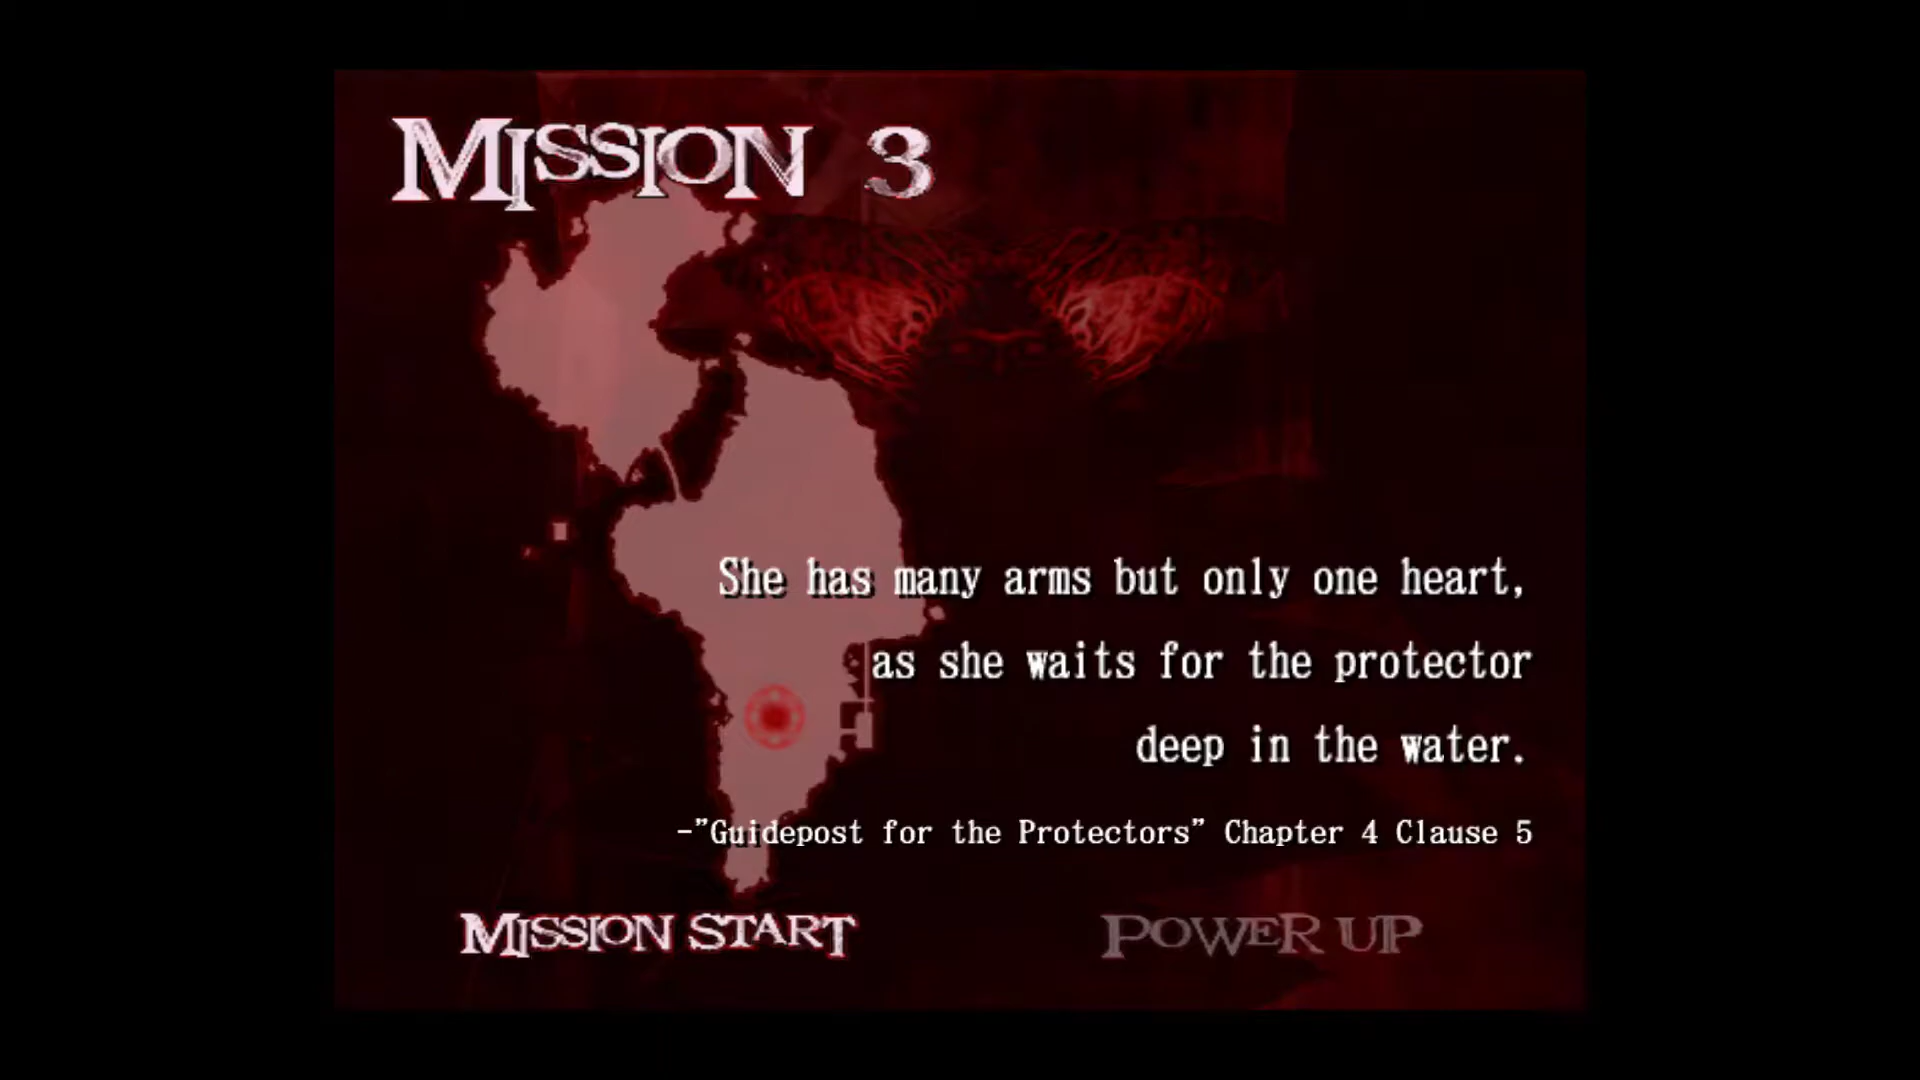 MISSION 3
She has many arms but only one heart,
as she waits for the protector
deep in the water.
-"Guidepost for the Protectors" Chapter 4 Clause 5
MISSION START
POWER UP